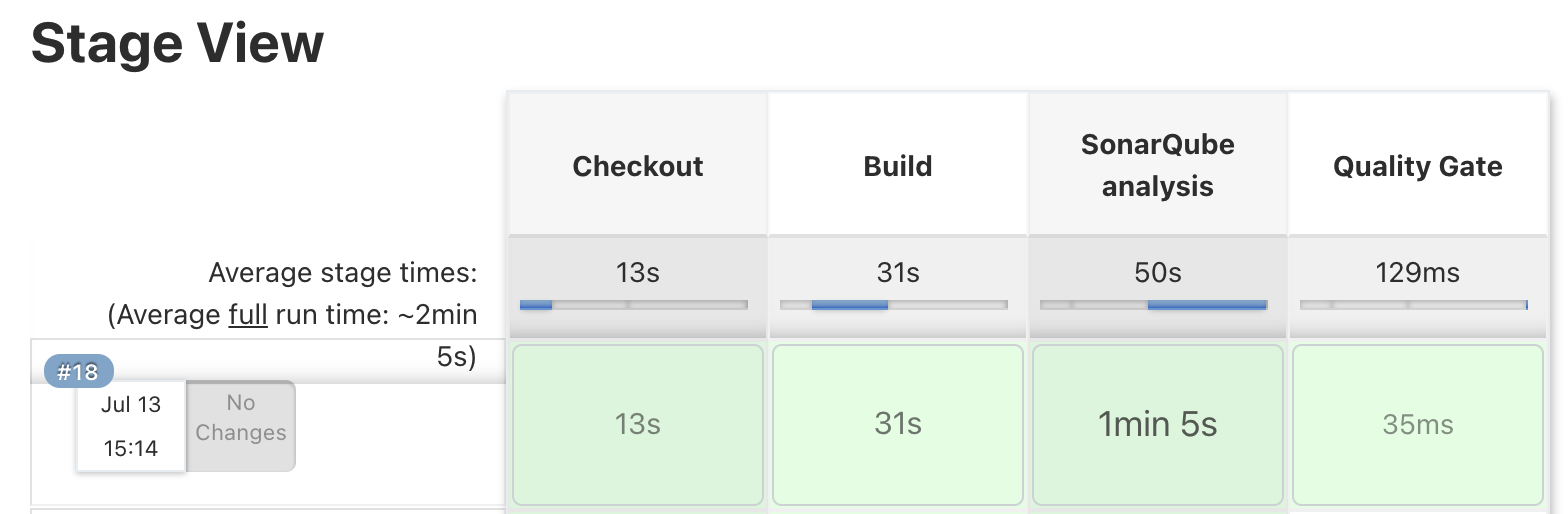 Stage View
Checkout
Build
SonarQube
analysis
Quality Gate
Average stage times:
(Average full run time: ~2min
5s)
13s
31s
50s
129ms
#18
Jul 13
15:14
No
Changes
13s
31s
1min 5s
35ms